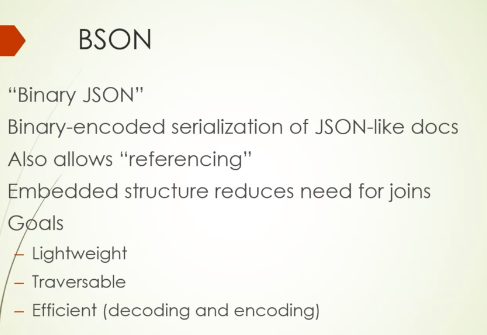 BSON
“Binary JSON”
Binary-encoded serialization of JSON-like docs
Also allows “referencing”
Embedded structure reduces need for joins
Goals
– Lightweight
– Traversable
– Efficient (decoding and encoding)